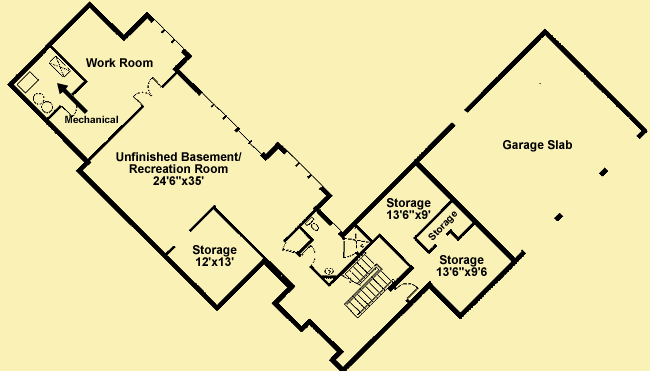 Work Room
Mechanical
Unfinished Basement/
Recreation Room
24'6"x35'
Storage
12'x13'
Storage
13'6"x9'
Storage
Storage
13'6"x9'6
Garage Slab